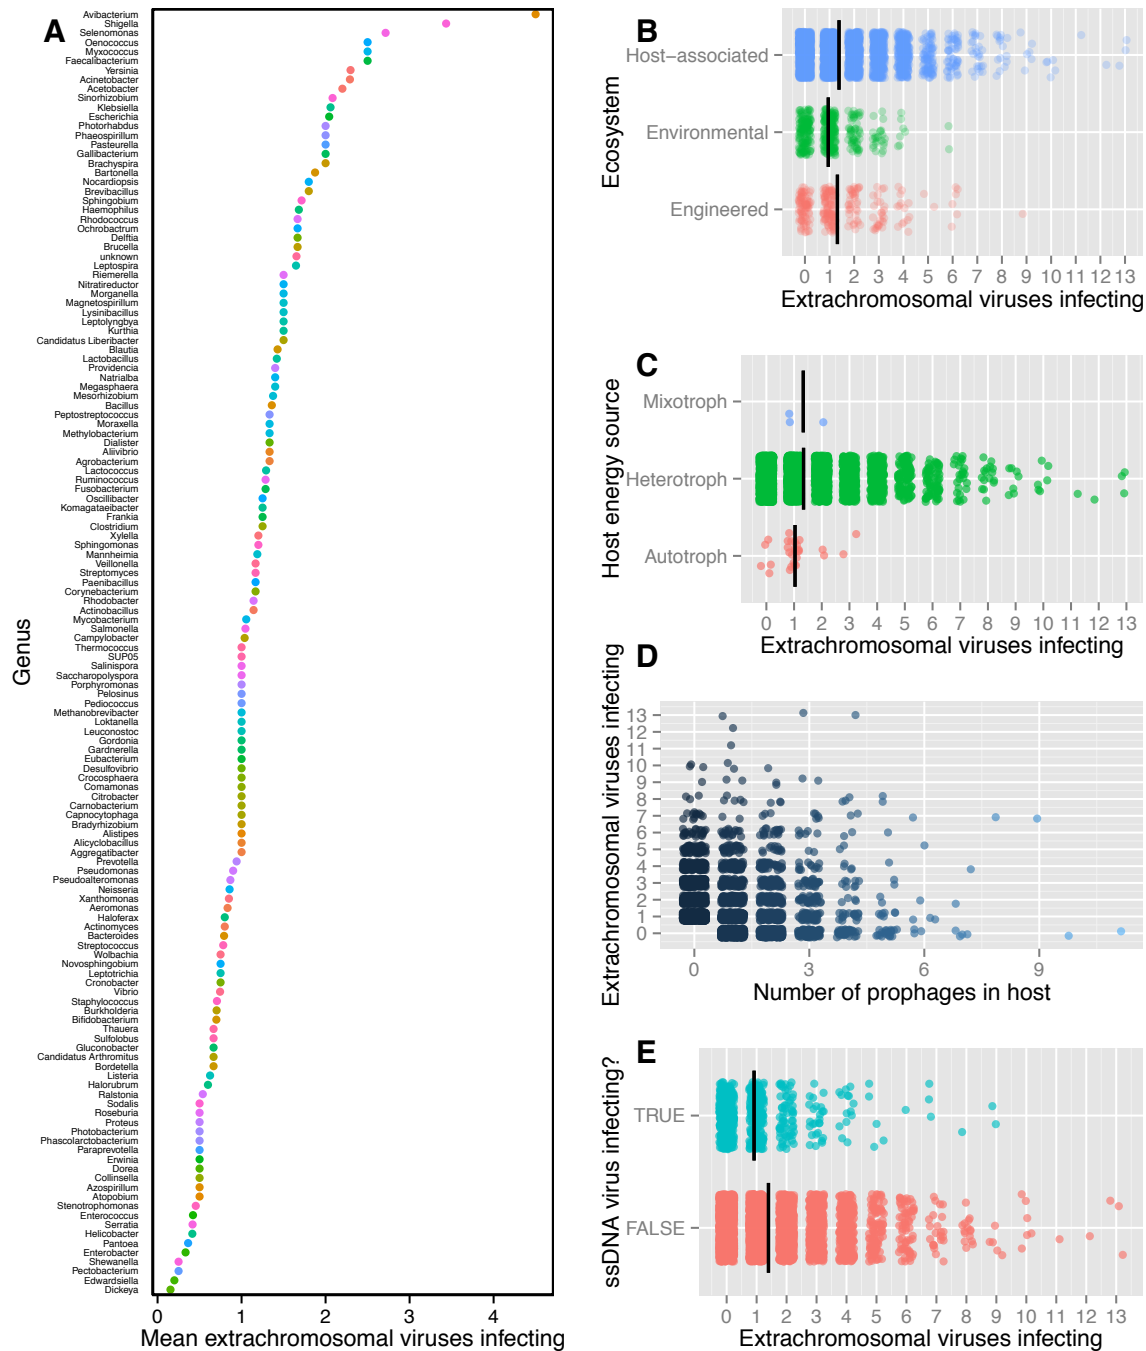 A
Avibacterium
Shigella
Selenomonas
Oenococcus
Myxococcus
Faecalibacterium
Yersinia
Acinetobacter
Acetobacter
Sinorhizobium
Klebsiella
Escherichia
Photorhabdus
Phaeospirillum
Pasteurella
Gallibacterium
Brachyspira
Bartonella
Nocardiopsis
Brevibacillus
Sphingobium
Haemophilus
Rhodococcus
Ochrobactrum
Delftia
Brucella
unknown
Leptospira
Riemerella
Nitratireductor
Morganella
Magnetospirillum
Lysinibacillus
Leptolyngbya
Kurthia
Candidatus Liberibacter
Blautia
Lactobacillus
Providencia
Natrialba
Megasphaera
Mesorhizobium
Bacillus
Peptostreptococcus
Moraxella
Methylobacterium
Dialister
Aliivibrio
Agrobacterium
Lactococcus
Ruminococcus
Fusobacterium
Oscillibacter
Komagataeibacter
Frankia
Clostridium
Xylella
Sphingomonas
Mannheimia
Veillonella
Streptomyces
Paenibacillus
Corynebacterium
Rhodobacter
Actinobacillus
Mycobacterium
Salmonella
Campylobacter
Thermococcus
SUP05
Salinispora
Saccharopolyspora
Porphyromonas
Pelosinus
Pediococcus
Methanobrevibacter
Loktanella
Leuconostoc
Gordonia
Gardnerella
Eubacterium
Desulfovibrio
Crocosphaera
Comamonas
Citrobacter
Carnobacterium
Capnocytophaga
Bradyrhizobium
Alistipes
Alicyclobacillus
Aggregatibacter
Prevotella
Pseudomonas
Pseudoalteromonas
Neisseria
Xanthomonas
Aeromonas
Haloferax
Actinomyces
Bacteroides
Streptococcus
Wolbachia
Novosphingobium
Leptotrichia
Cronobacter
Vibrio
Staphylococcus
Burkholderia
Bifidobacterium
Thauera
Sulfolobus
Gluconobacter
Candidatus Arthromitus
Bordetella
Listeria
Halorubrum
Ralstonia
Sodalis
Roseburia
Proteus
Photobacterium
Phascolarctobacterium
Paraprevotella
Erwinia
Dorea
Collinsella
Azospirillum
Atopobium
Stenotrophomonas
Enterococcus
Serratia
Helicobacter
Pantoea
Enterobacter
Shewanella
Pectobacterium
Edwardsiella
Dickeya
Genus
0 1 2 3 4
Mean extrachromosomal viruses infecting
B
Ecosystem
Host−associated
Environmental
Engineered
0 1 2 3 4 5 6 7 8 9 10 11 12 13
Extrachromosomal viruses infecting
C
Host energy source
Mixotroph
Heterotroph
Autotroph
0 1 2 3 4 5 6 7 8 9 10 11 12 13
Extrachromosomal viruses infecting
D
Extrachromosomal viruses infecting
13
12
11
10
9
8
7
6
5
4
3
2
1
0
0 3 6 9
Number of prophages in host
E
ssDNA virus infecting?
TRUE
FALSE
0 1 2 3 4 5 6 7 8 9 10 11 12 13
Extrachromosomal viruses infecting